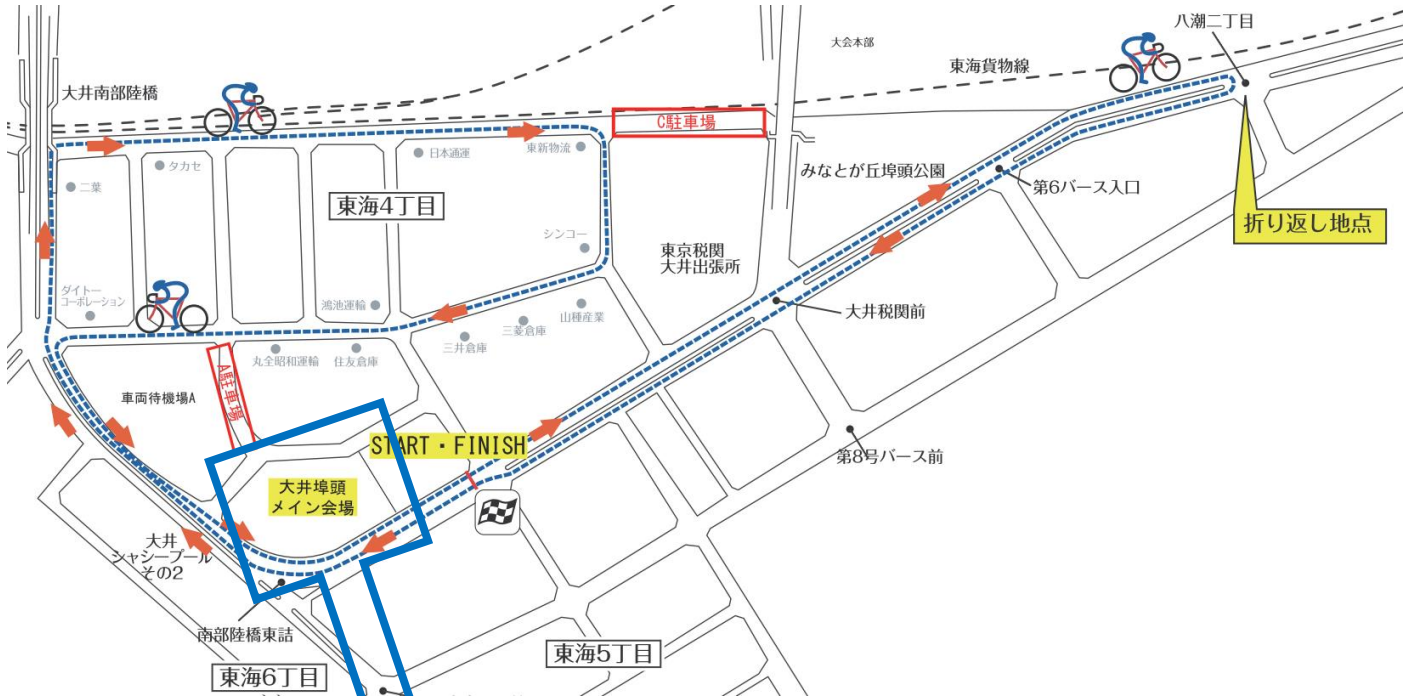 八潮二丁目
大会本部
東海貨物線
大井南部陸橋
C駐車場
日本通運
東新物流
タカセ
二葉
みなとが丘埠頭公園
第6バース入口
東海4丁目
折り返し地点
シンコー
東京税関
大井出張所
ダイトー
コーポレーション
鴻池運輸
大井税関前
山種産業
三菱倉庫
三井倉庫
丸全昭和運輸
住友倉庫
A駐車場
車両待機場A
START・FINISH
第8号バース前
大井埠頭
メイン会場
大井
シャシープール
その2
南部陸橋東詰
東海5丁目
東海6丁目